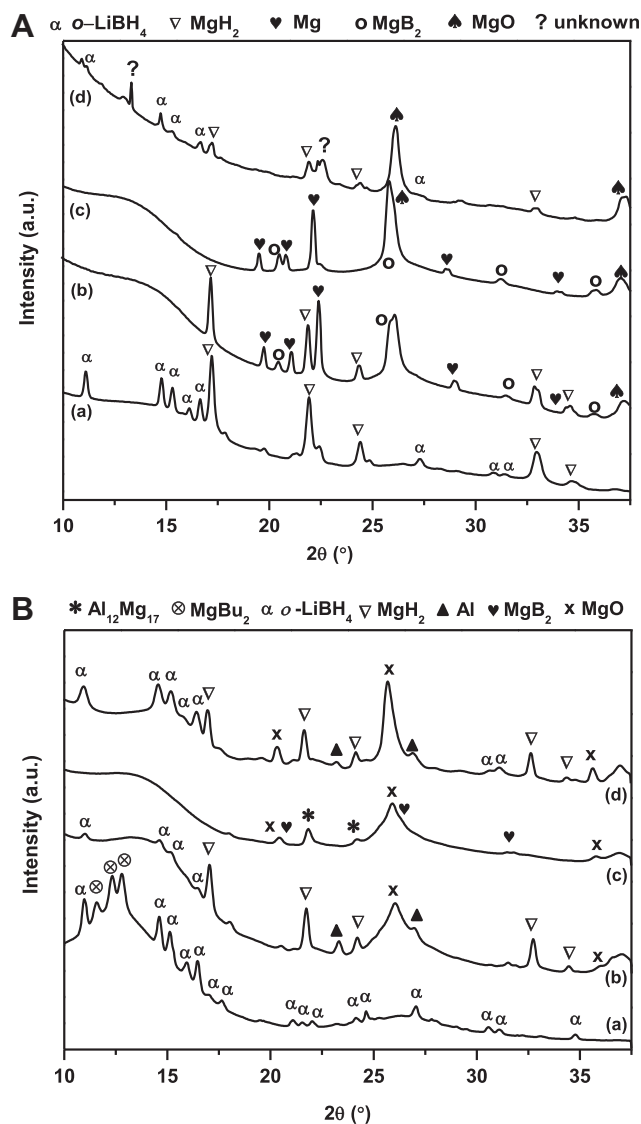 A
α o–LiBH4 ▽ MgH2 ♥ Mg o MgB2 ♠ MgO ? unknown
α
?
(d)
α
α
α ▽
▽ ?
▽
♠
α
▽
♠
(c)
♥ o ♥
♥
o
♠
♥
o
♥ o
♠
(b)
▽
♥ o ♥
▽ ♥
▽
o
♥
o
▽
♥ ▽
o
♠
(a)
α
α α α α ▽
▽
▽
α
α α
▽
▽
Intensity (a.u.)
10 15 20 25 30 35
2θ (°)
B
* Al12Mg17 ⊗ MgBu2 α o-LiBH4 ▽ MgH2 ▲ Al ♥ MgB2 x MgO
α
α α α α ▽
x
▽
▲ ▽
x
▲
α α
▽
▽
x
(d)
x ♥
*
*
x
♥
♥
x
(c)
α
α α α ▽
▽
▲ ▽
x
▲
▽
▽
x
(b)
α ⊗ ⊗ ⊗
α α α α α α
α α α
α α
α
α α
α
(a)
Intensity (a.u.)
10 15 20 25 30 35
2θ (°)